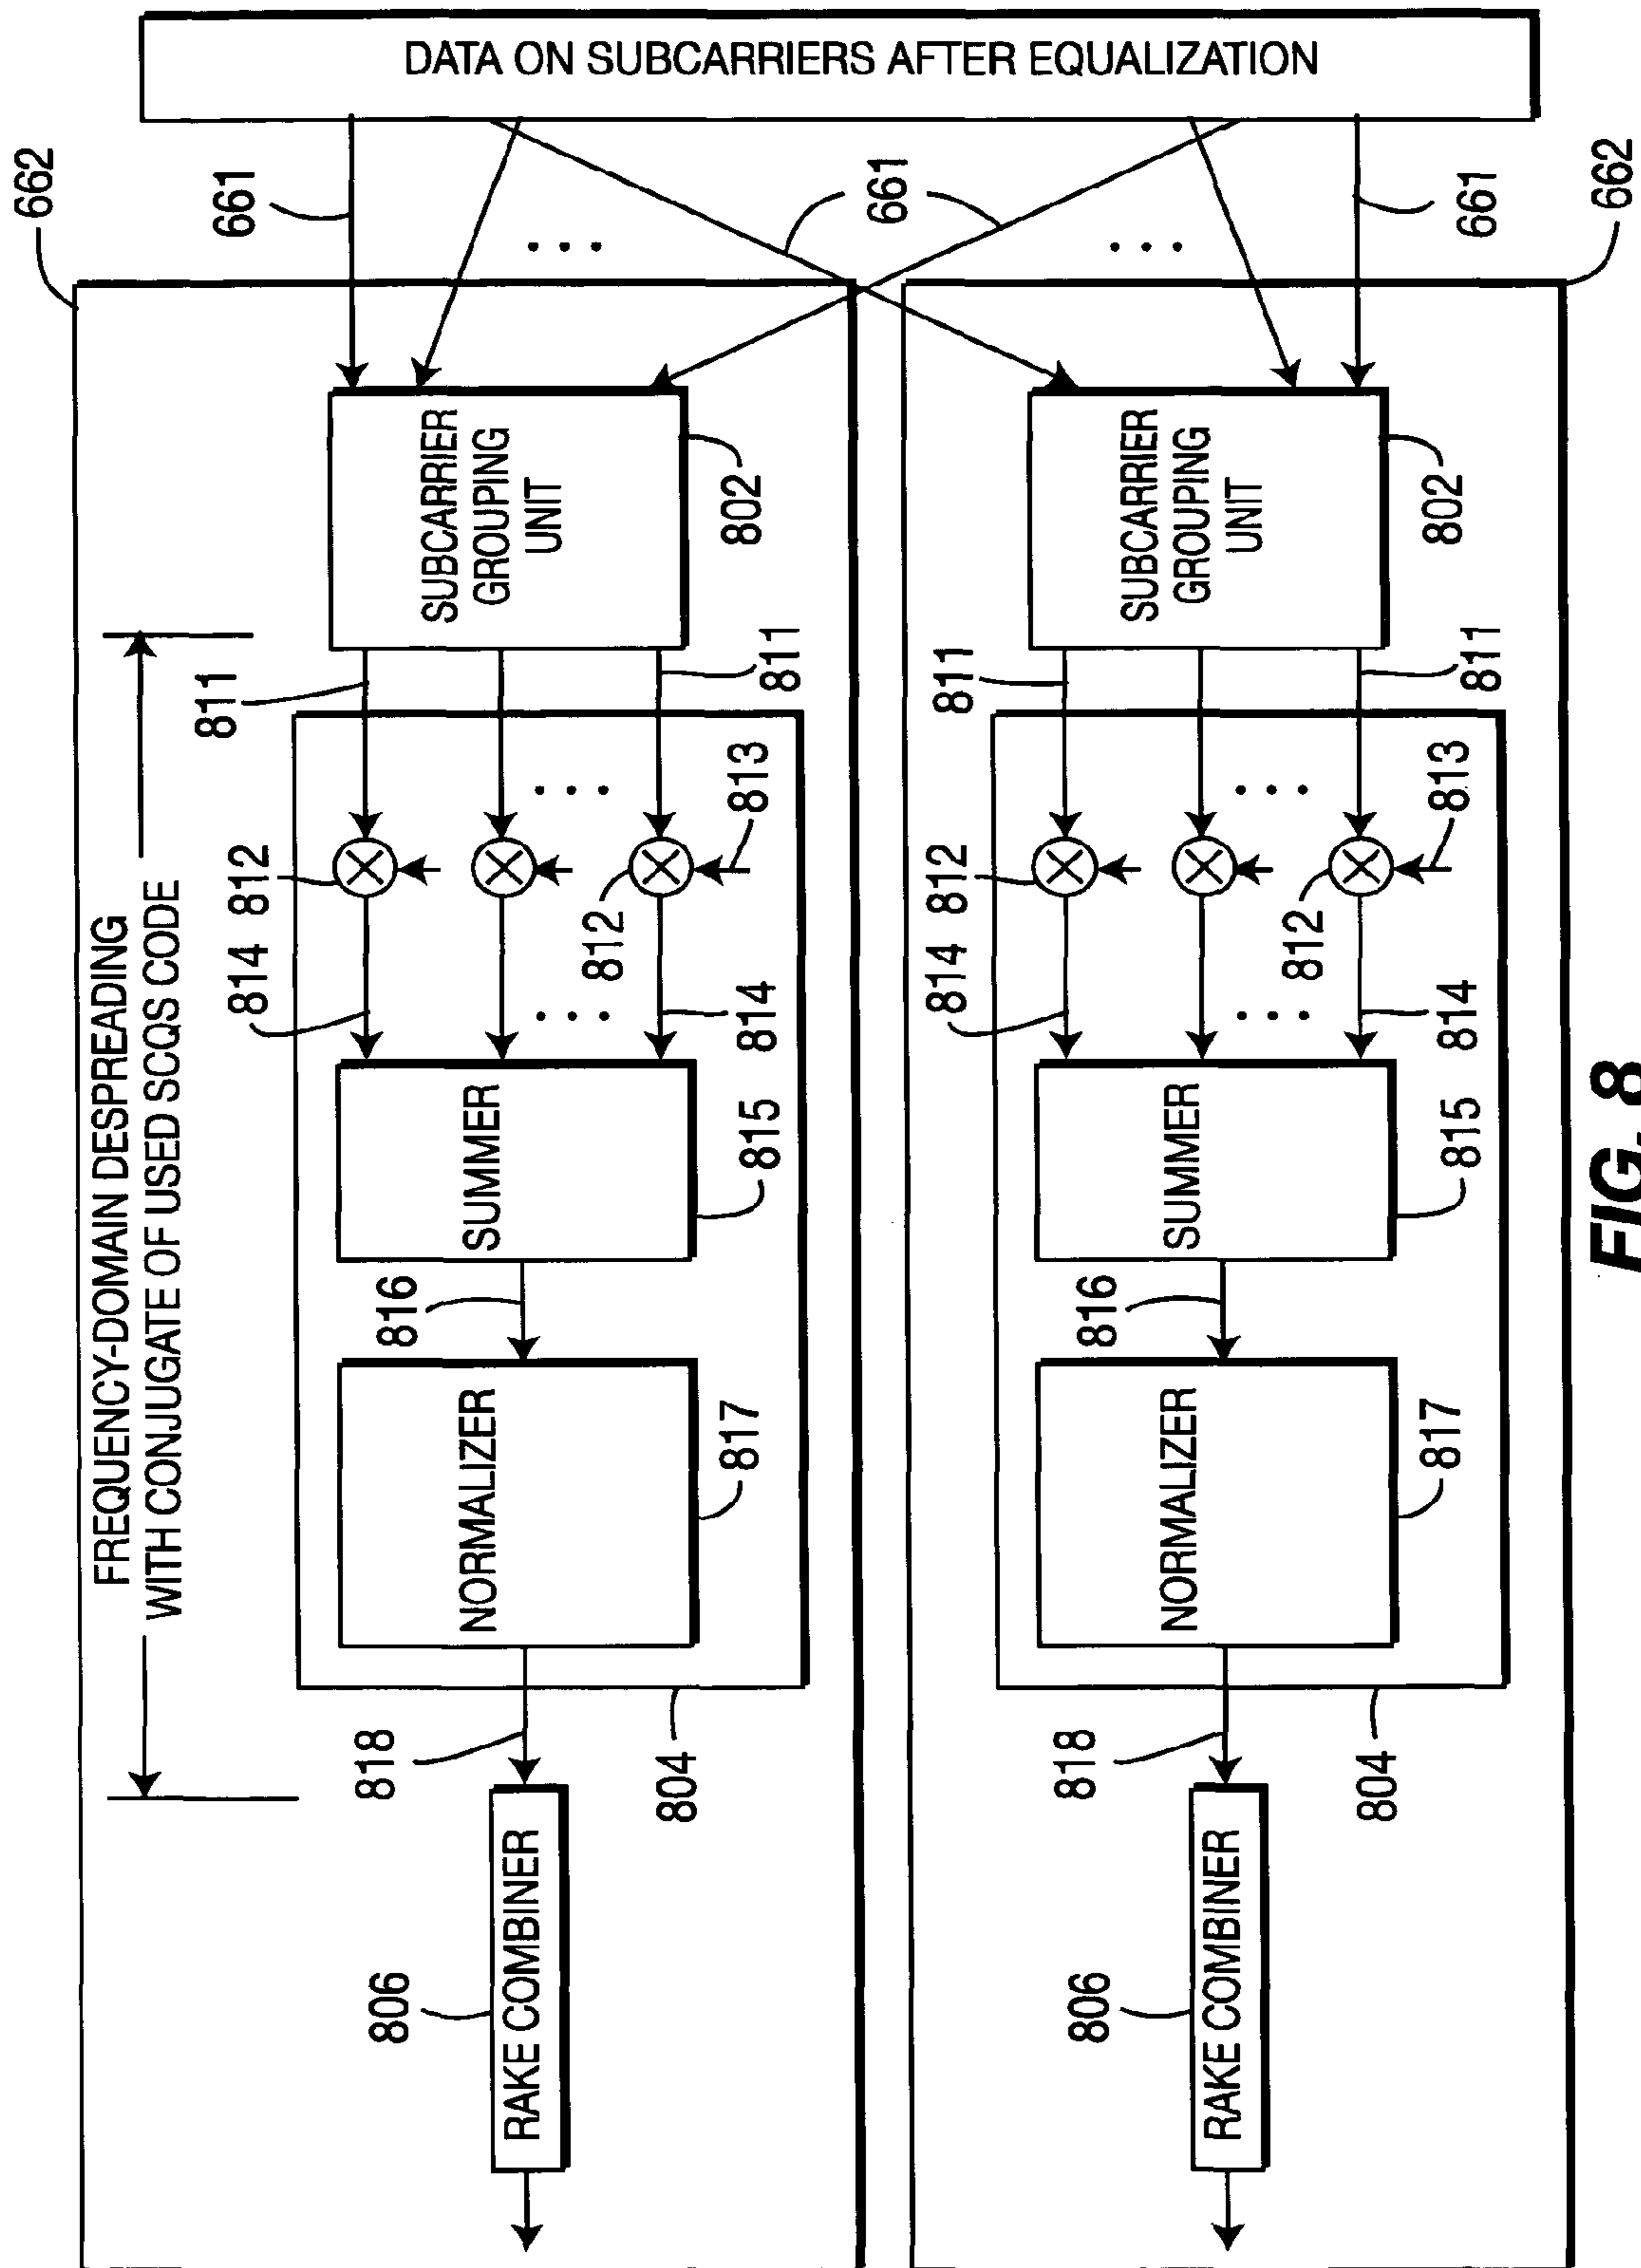 DATA ON SUBCARRIERS AFTER EQUALIZATION
662
661
661
661
662
SUBCARRIER
GROUPING
UNIT
802
SUBCARRIER
GROUPING
UNIT
802
FREQUENCY-DOMAIN DESPREADING
WITH CONJUGATE OF USED SCQS CODE
811
811
811
811
812
812
813
812
812
813
814
814
814
814
SUMMER
815
SUMMER
815
816
816
NORMALIZER
817
NORMALIZER
817
818
804
818
804
806
RAKE COMBINER
806
RAKE COMBINER
FIG. 8